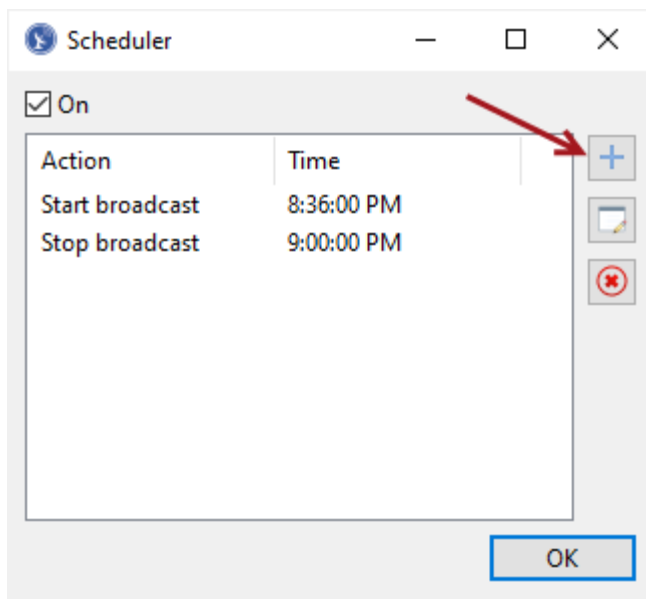 Scheduler
On
Action Time
Start broadcast 8:36:00 PM
Stop broadcast 9:00:00 PM
OK